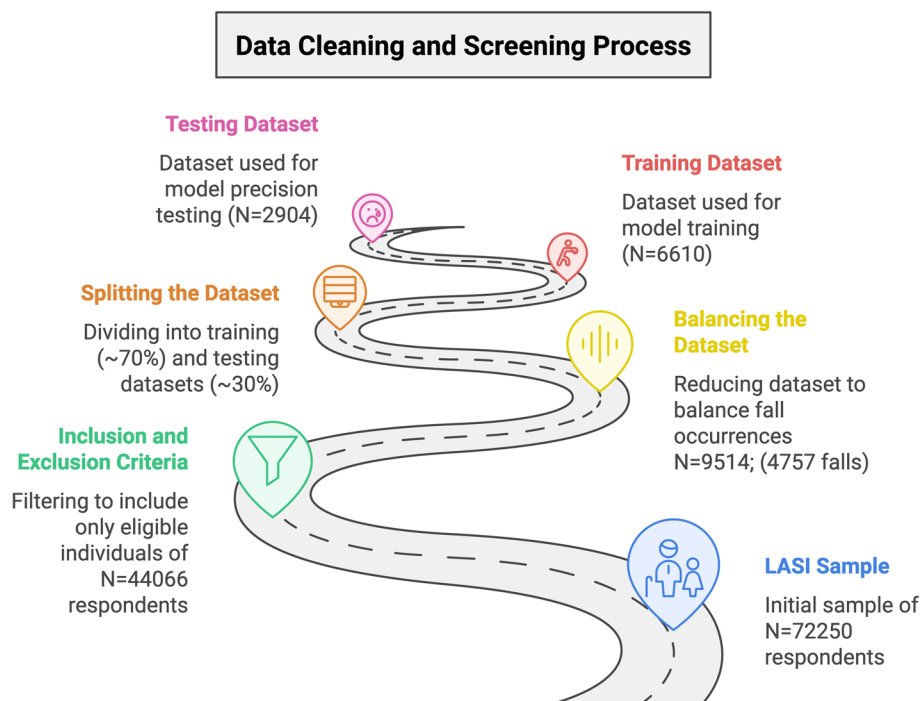 Data Cleaning and Screening Process
Testing Dataset
Dataset used for
model precision
testing (N=2904)
Training Dataset
Dataset used for
model training
(N=6610)
Splitting the Dataset
Dividing into training
(~70%) and testing
datasets (~30%)
Balancing the
Dataset
Reducing dataset to
balance fall
occurrences
N=9514; (4757 falls)
Inclusion and
Exclusion Criteria
Filtering to include
only eligible
individuals of
N=44066
respondents
LASI Sample
Initial sample of
N=72250
respondents